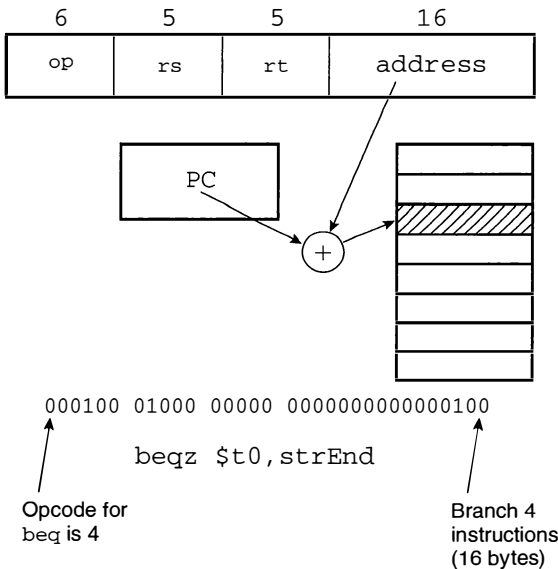 6 5 5 16
op rs rt address
PC
+
000100 01000 00000 0000000000000100
beqz $t0,strEnd
Opcode for
beq is 4
Branch 4
instructions
(16 bytes)